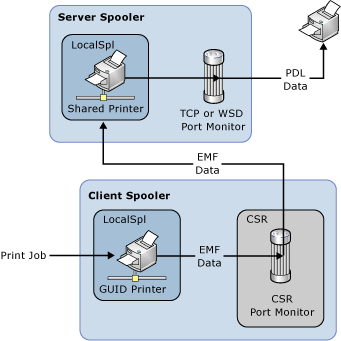 Server Spooler
LocalSpl
Shared Printer
TCP or WSD
Port Monitor
PDL
Data
EMF
Data
Client Spooler
LocalSpl
CSR
Print Job
EMF
Data
GUID Printer
CSR
Port Monitor